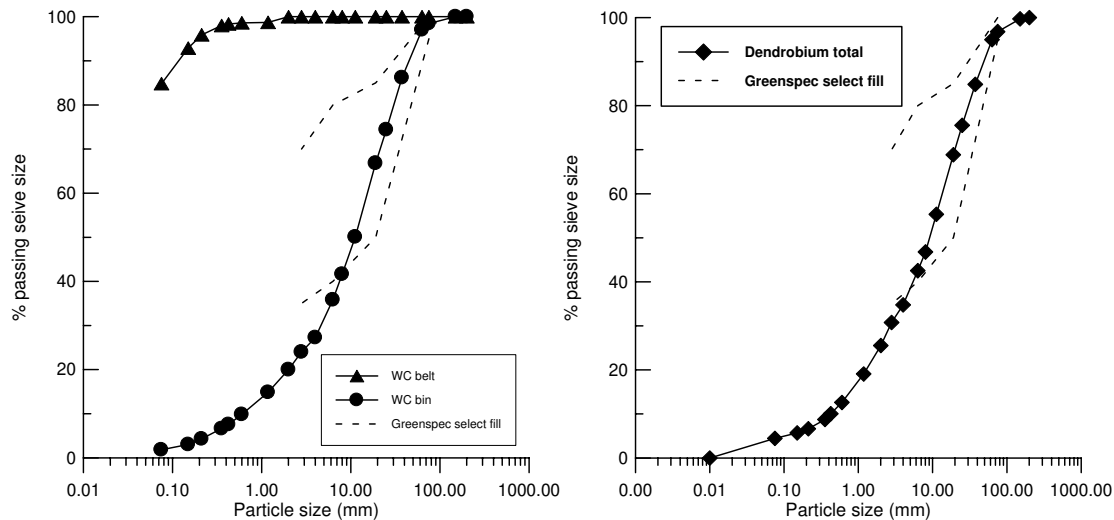 100
80
60
40
20
0
% passing seive size
0.01 0.10 1.00 10.00 100.00 1000.00
Particle size (mm)
WC belt
WC bin
Greenspec select fill
100
80
60
40
20
0
% passing sieve size
0.00 0.01 0.10 1.00 10.00 100.00 1000.00
Particle size (mm)
Dendrobium total
Greenspec select fill